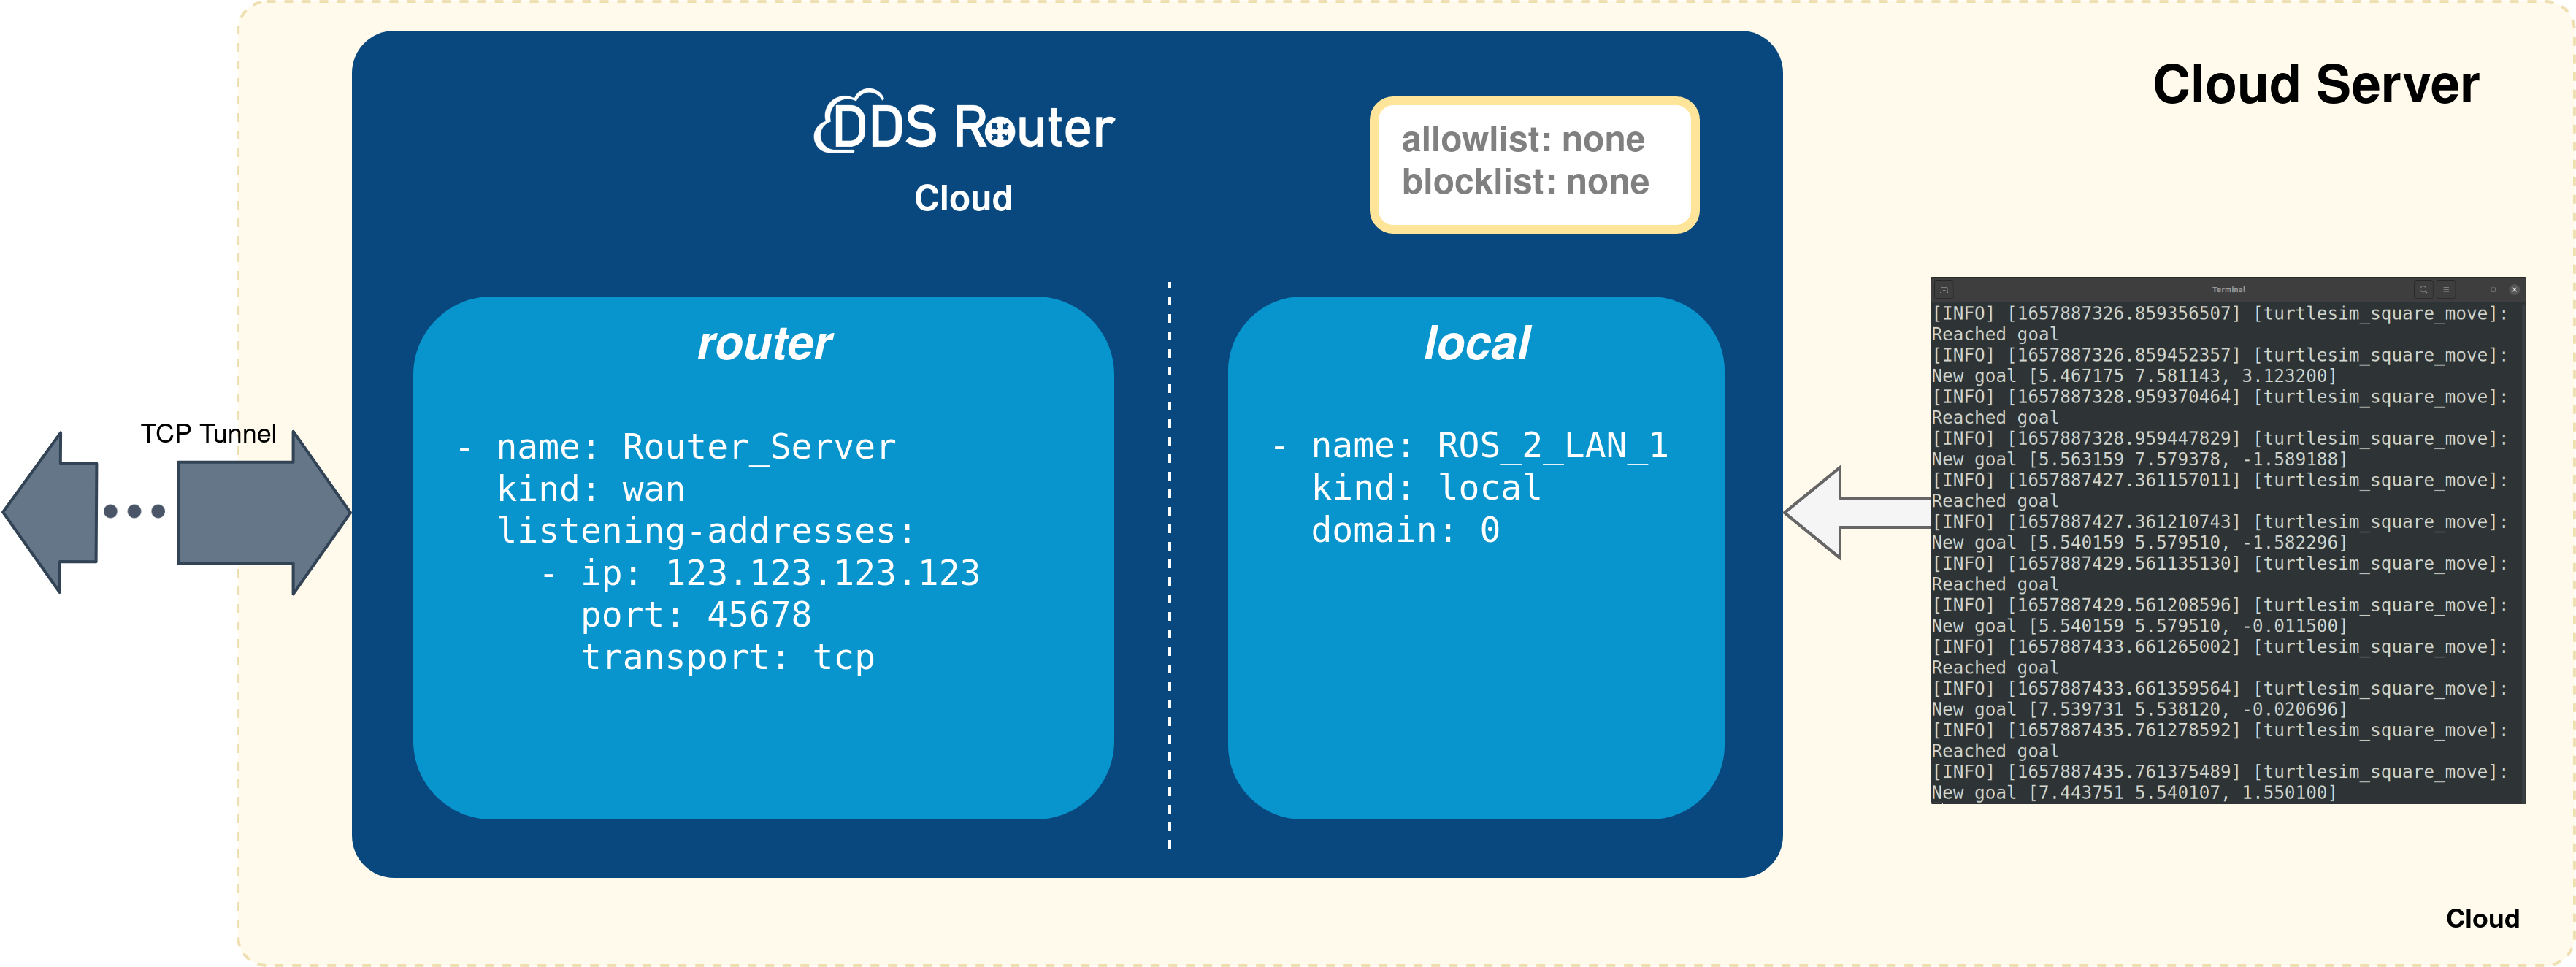 Cloud Server
DDS Router
Cloud
allowlist: none
blocklist: none
TCP Tunnel
router
- name: Router_Server
kind: wan
listening-addresses:
- ip: 123.123.123.123
port: 45678
transport: tcp
local
- name: ROS_2_LAN_1
kind: local
domain: 0
Terminal
[INFO] [1657887326.859356507] [turtlesim_square_move]:
Reached goal
[INFO] [1657887326.859452357] [turtlesim_square_move]:
New goal [5.467175 7.581143, 3.123200]
[INFO] [1657887328.959370464] [turtlesim_square_move]:
Reached goal
[INFO] [1657887328.959447829] [turtlesim_square_move]:
New goal [5.563159 7.579378, -1.589188]
[INFO] [1657887427.361157011] [turtlesim_square_move]:
Reached goal
[INFO] [1657887427.361210743] [turtlesim_square_move]:
New goal [5.540159 5.579510, -1.582296]
[INFO] [1657887429.561135130] [turtlesim_square_move]:
Reached goal
[INFO] [1657887429.561208596] [turtlesim_square_move]:
New goal [5.540159 5.579510, -0.011500]
[INFO] [1657887433.661265002] [turtlesim_square_move]:
Reached goal
[INFO] [1657887433.661359564] [turtlesim_square_move]:
New goal [7.539731 5.538120, -0.020696]
[INFO] [1657887435.761278592] [turtlesim_square_move]:
Reached goal
[INFO] [1657887435.761375489] [turtlesim_square_move]:
New goal [7.443751 5.540107, 1.550100]
Cloud